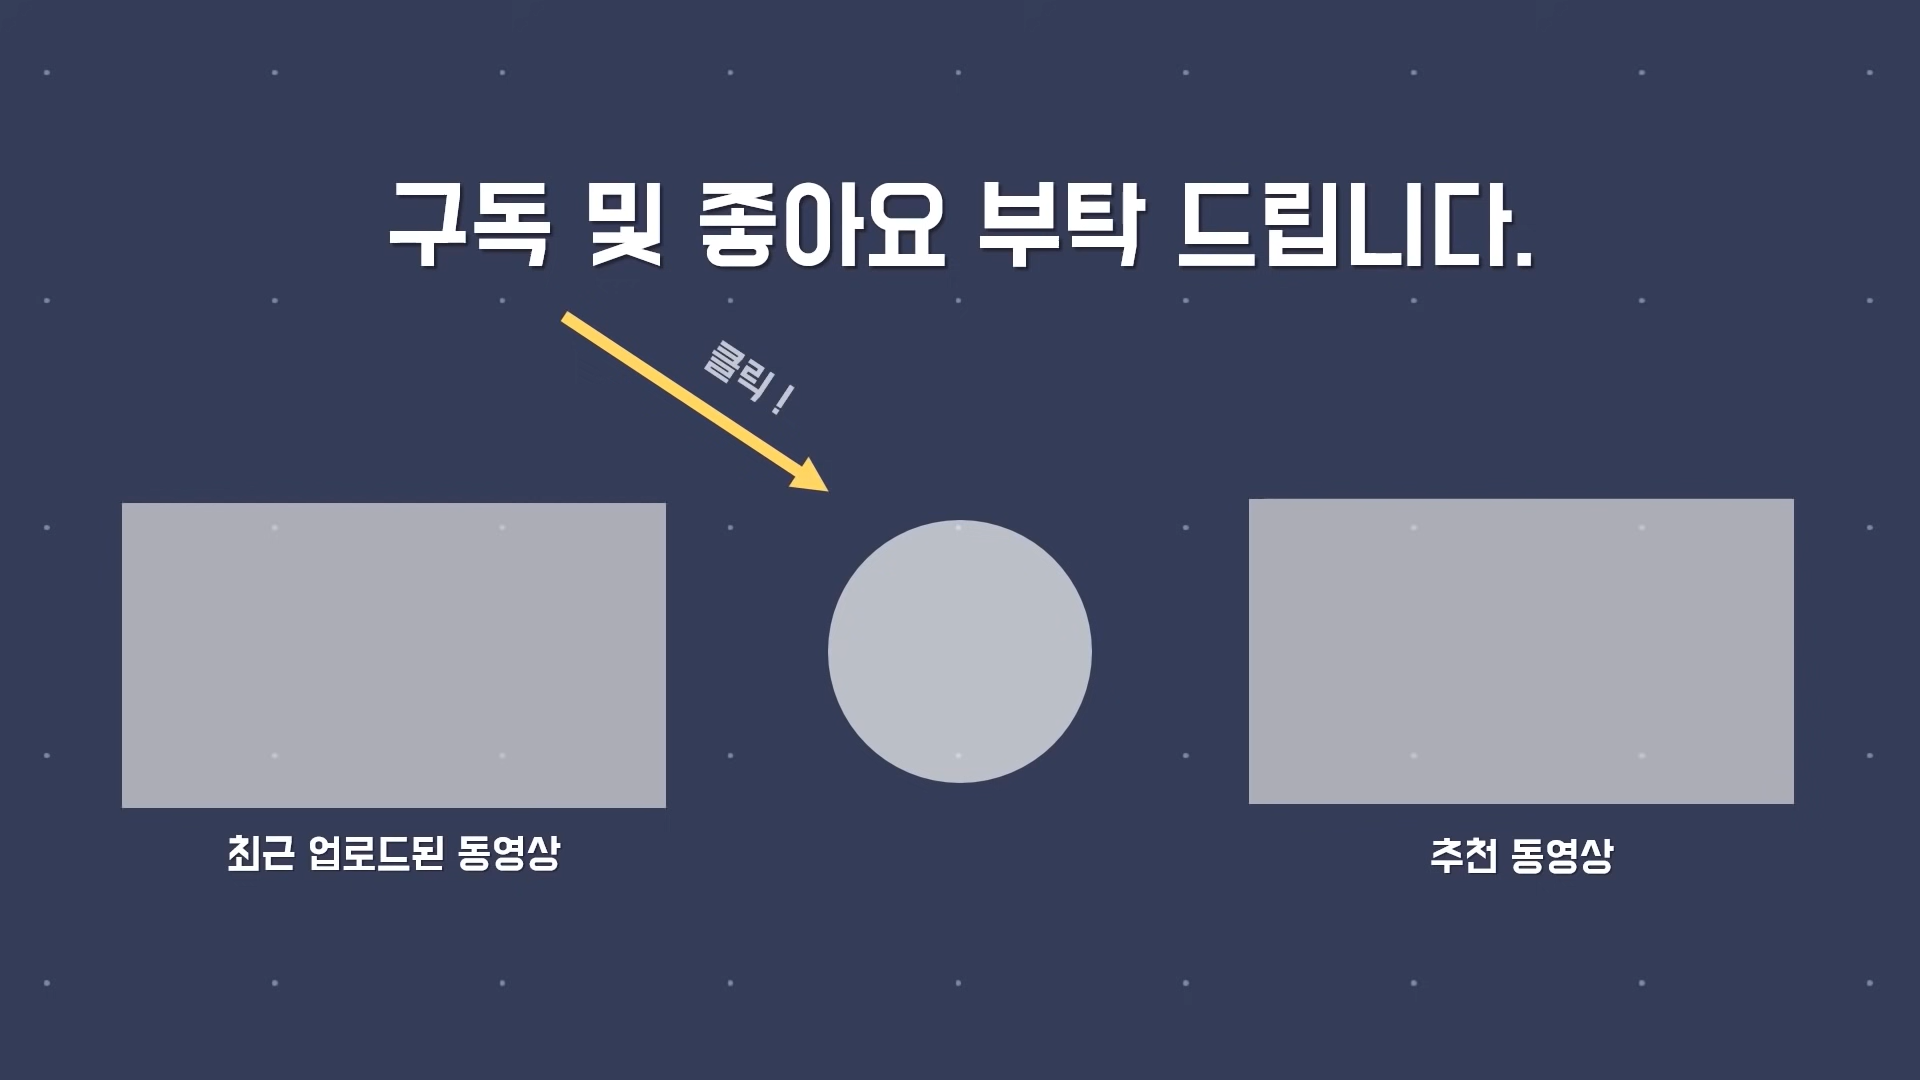 구독 및 좋아요 부탁 드립니다.
클릭 !
최근 업로드된 동영상
추천 동영상